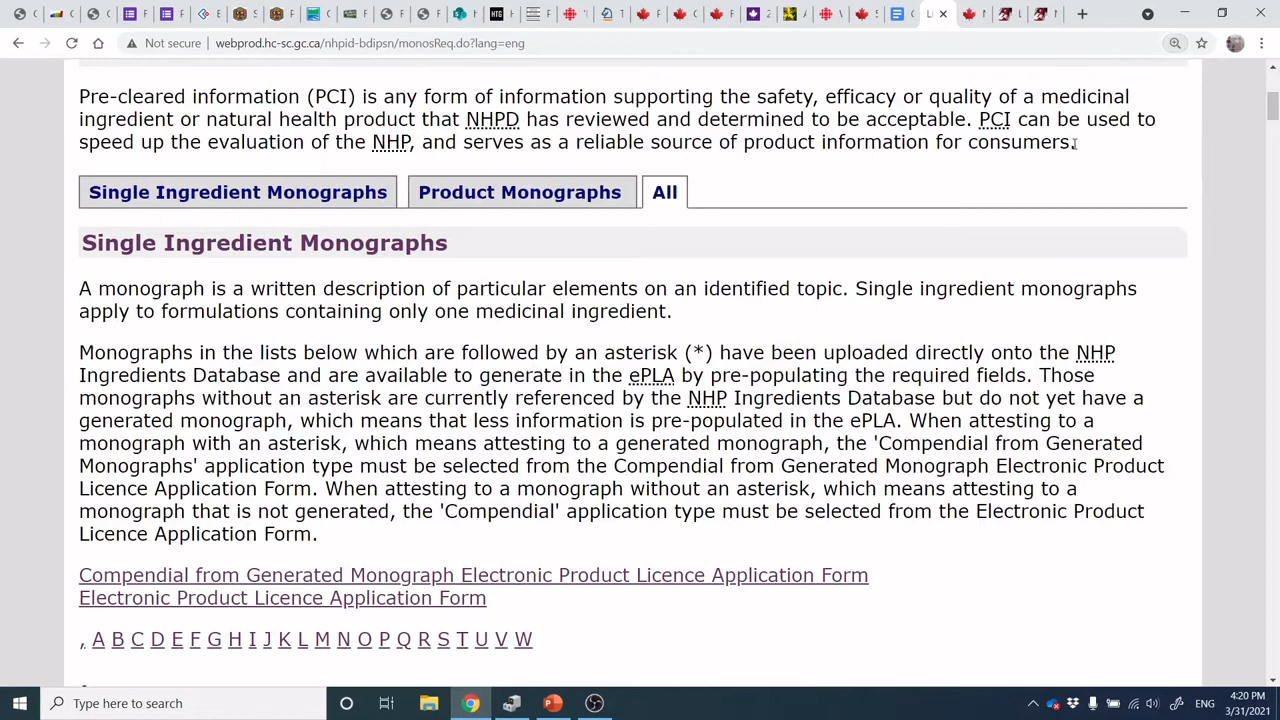 Not secure
webprod.hc-sc.gc.ca/nhpid-bdipsn/monosReq.do?lang=eng
Pre-cleared information (PCI) is any form of information supporting the safety, efficacy or quality of a medicinal
ingredient or natural health product that NHPD has reviewed and determined to be acceptable. PCI can be used to
speed up the evaluation of the NHP, and serves as a reliable source of product information for consumers.
Single Ingredient Monographs
Product Monographs
All
Single Ingredient Monographs
A monograph is a written description of particular elements on an identified topic. Single ingredient monographs
apply to formulations containing only one medicinal ingredient.
Monographs in the lists below which are followed by an asterisk (*) have been uploaded directly onto the NHP
Ingredients Database and are available to generate in the ePLA by pre-populating the required fields. Those
monographs without an asterisk are currently referenced by the NHP Ingredients Database but do not yet have a
generated monograph, which means that less information is pre-populated in the ePLA. When attesting to a
monograph with an asterisk, which means attesting to a generated monograph, the 'Compendial from Generated
Monographs' application type must be selected from the Compendial from Generated Monograph Electronic Product
Licence Application Form. When attesting to a monograph without an asterisk, which means attesting to a
monograph that is not generated, the 'Compendial' application type must be selected from the Electronic Product
Licence Application Form.
Compendial from Generated Monograph Electronic Product Licence Application Form
Electronic Product Licence Application Form
, A B C D E F G H I J K L M N O P Q R S T U V W
Type here to search
ENG
4:20 PM
3/31/2021